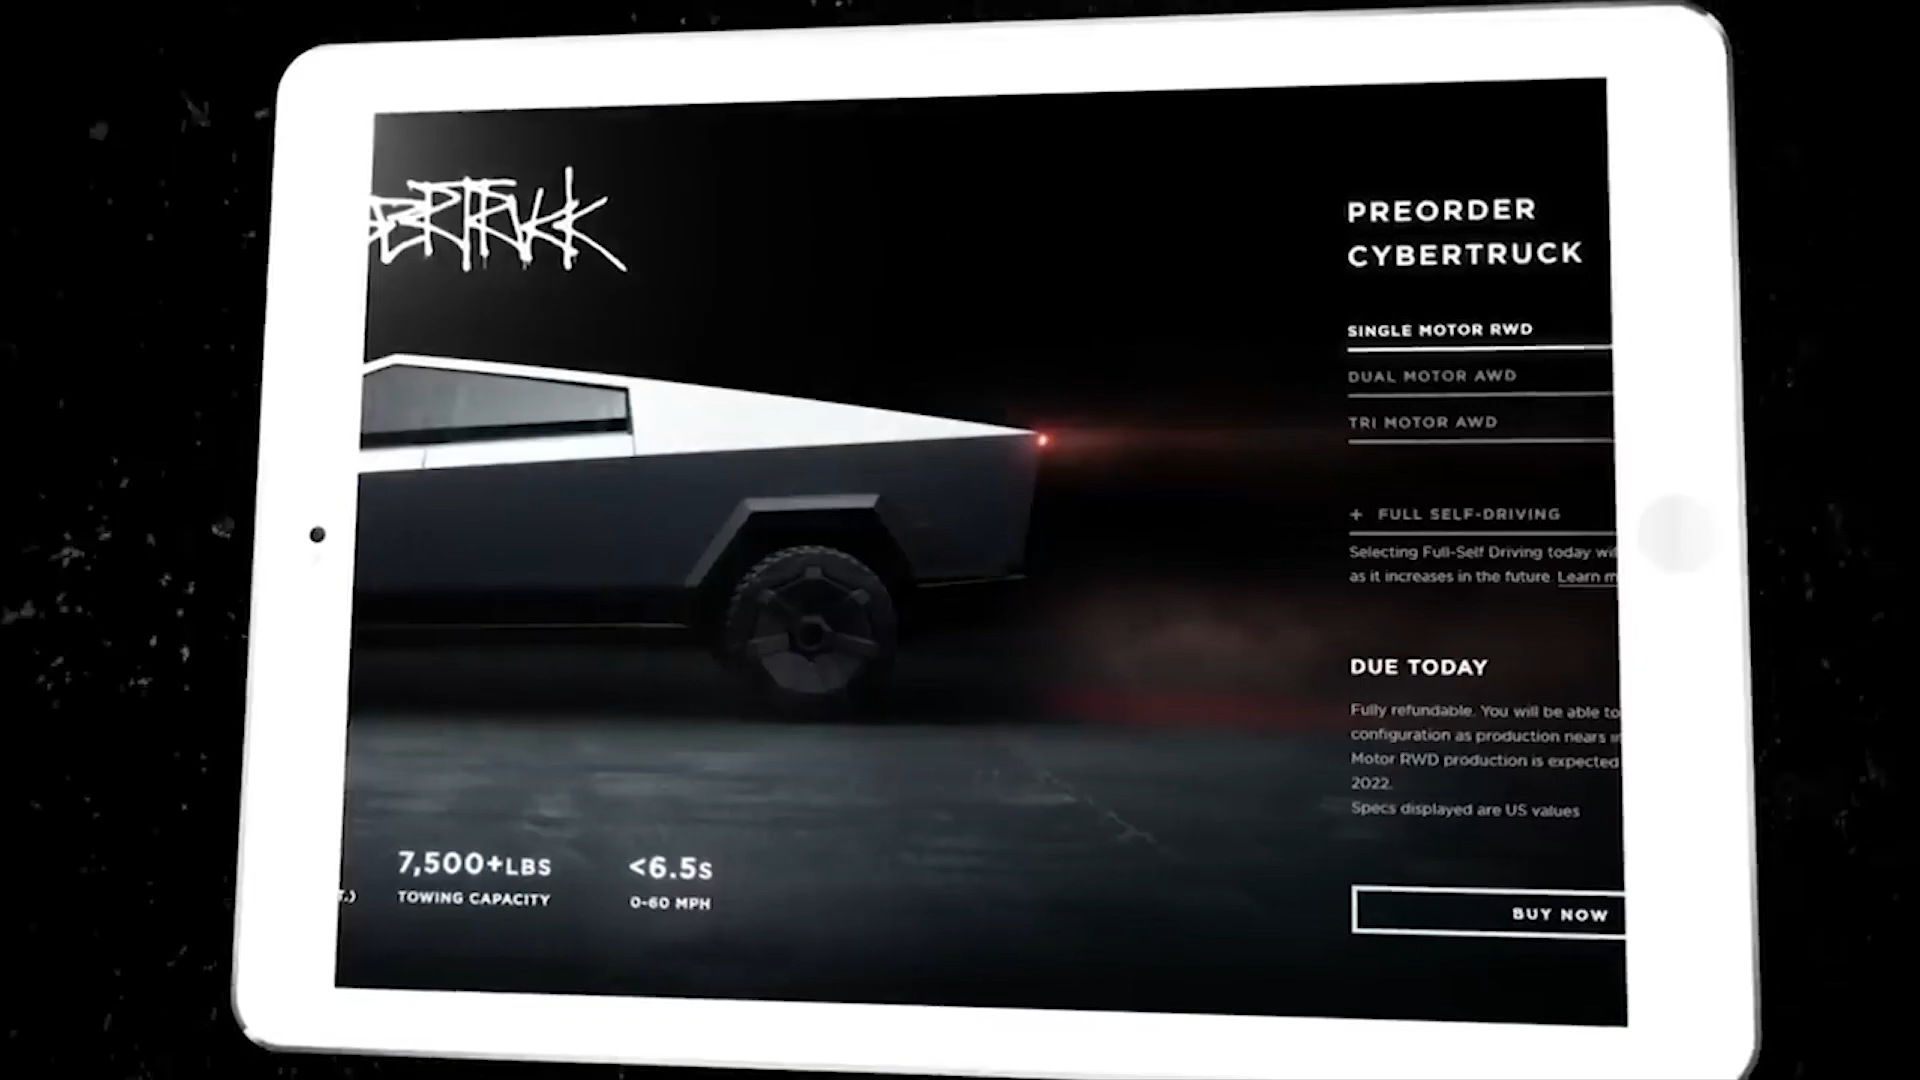 PREORDER
CYBERTRUCK
SINGLE MOTOR RWD
DUAL MOTOR AWD
TRI MOTOR AWD
+ FULL SELF-DRIVING
Selecting Full-Self Driving today
as it increases in the future. Learn
DUE TODAY
Fully refundable. You will be able to
configuration as production nears
Motor RWD production is expected
2022.
Specs displayed are US values
7,500+LBS
<6.5S
TOWING CAPACITY
0-60 MPH
BUY NOW